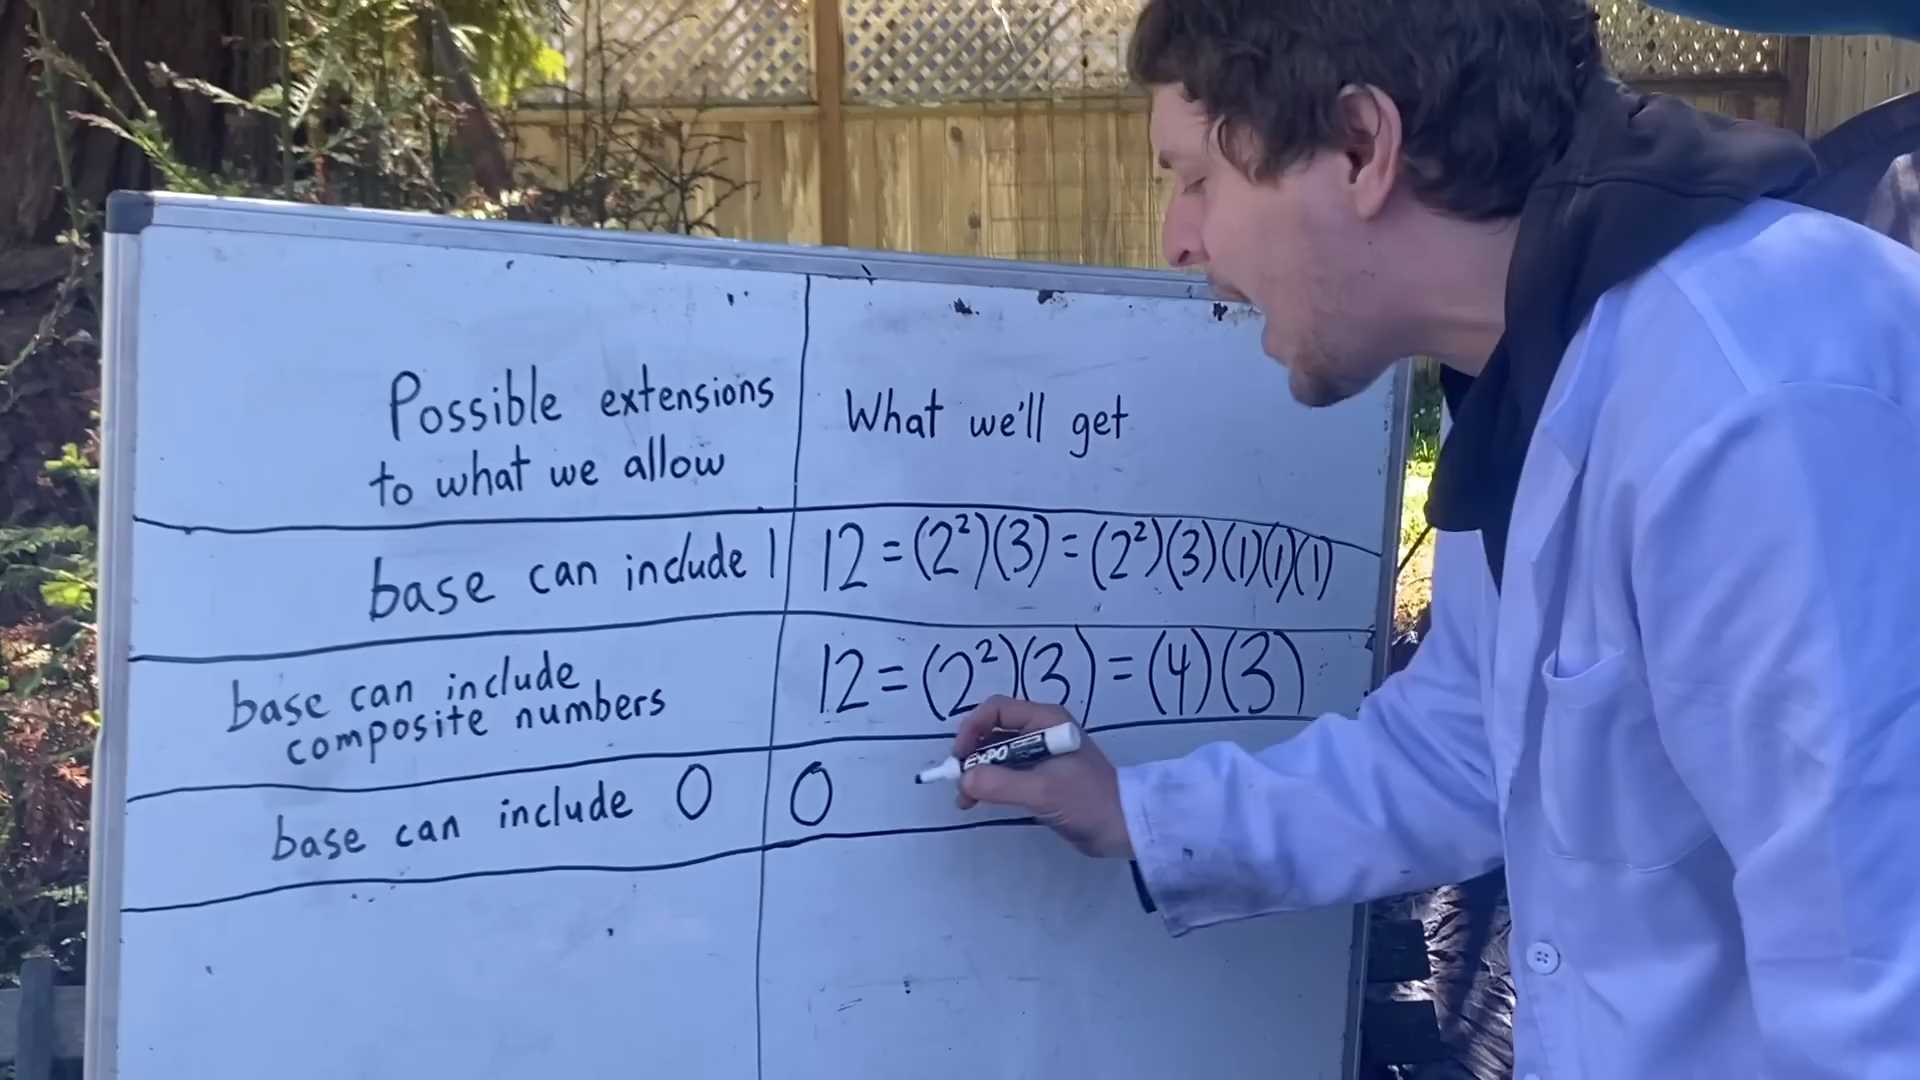 Possible extensions
to what we allow
What we'll get
base can include 1
12 = (2²)(3) = (2²)(3)(1)(1)(1)
base can include
composite numbers
12 = (2²)(3) = (4)(3)
base can include 0
0
EXPO